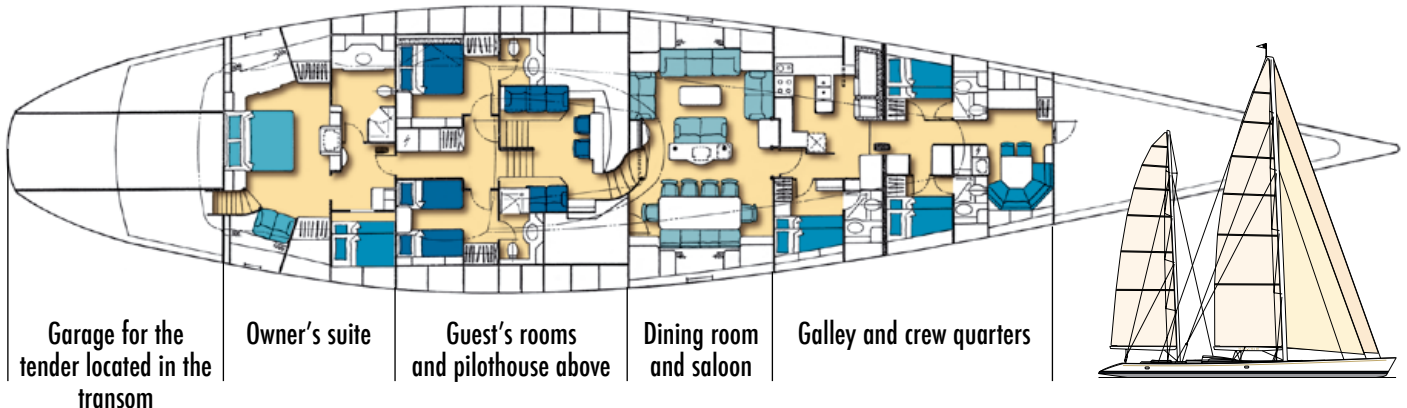 Garage for the
tender located in the
transom
Owner's suite
Guest's rooms
and pilothouse above
Dining room
and saloon
Galley and crew quarters